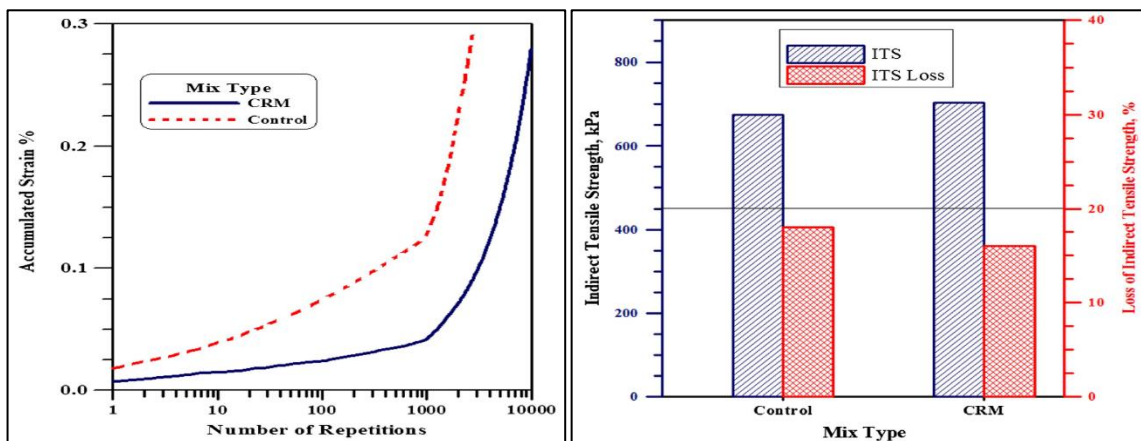 0.3
0.2
0.1
0.0
Accumulated Strain %
Mix Type
CRM
Control
1
10
100
1000
10000
Number of Repetitions
800
600
400
200
0
Indirect Tensile Strength, kPa
ITS
ITS Loss
40
30
20
10
0
Loss of Indirect Tensile Strength, %
Control
CRM
Mix Type